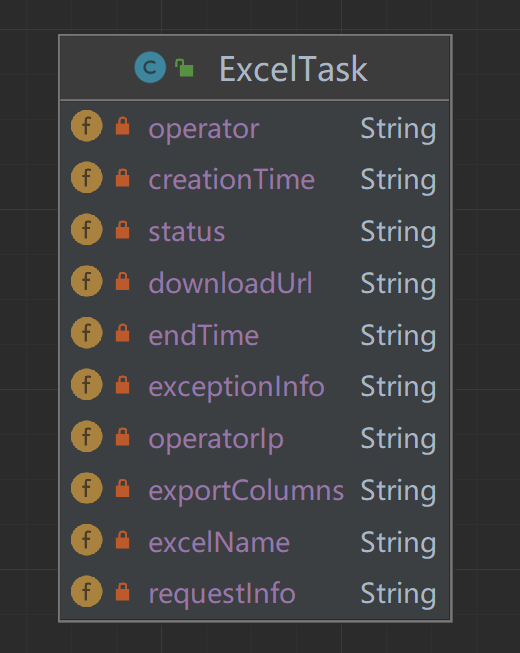 C ExcelTask
f operator String
f creationTime String
f status String
f downloadUrl String
f endTime String
f exceptionInfo String
f operatorIp String
f exportColumns String
f excelName String
f requestInfo String